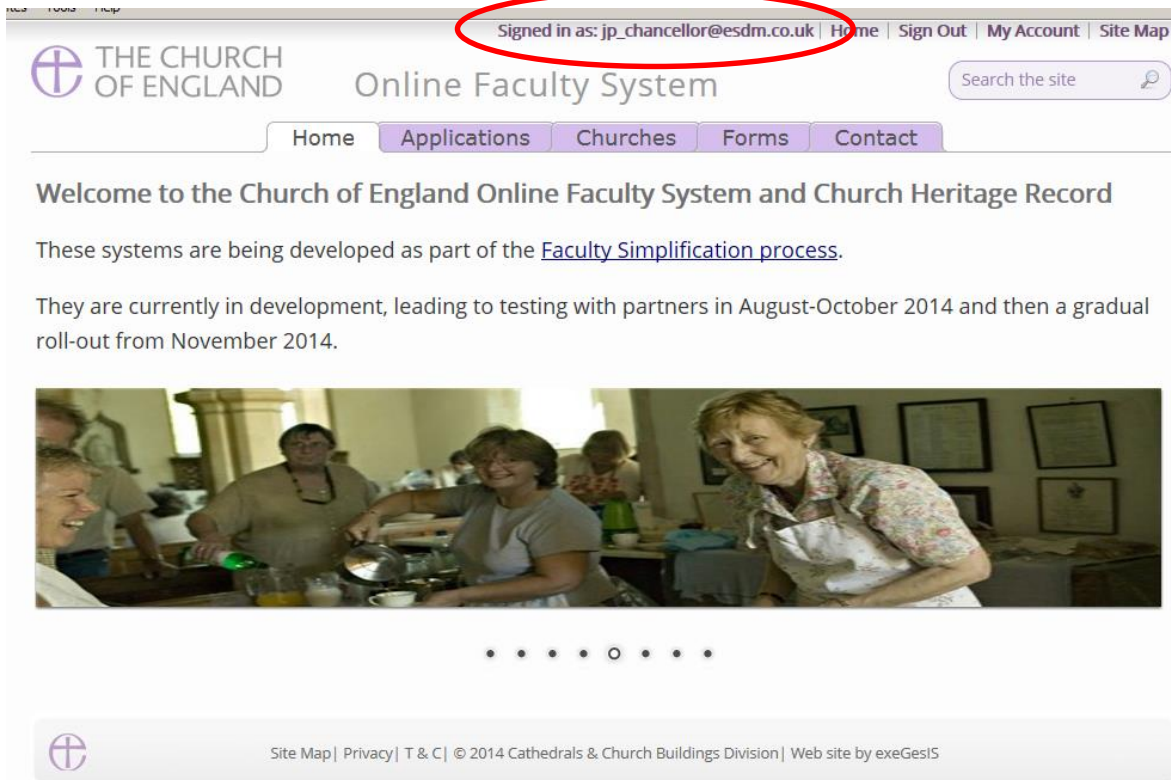 Tools Help
Signed in as: jp_chancellor@esdm.co.uk | Home | Sign Out | My Account | Site Map
THE CHURCH
OF ENGLAND
Online Faculty System
Search the site
Home Applications Churches Forms Contact
Welcome to the Church of England Online Faculty System and Church Heritage Record
These systems are being developed as part of the Faculty Simplification process.
They are currently in development, leading to testing with partners in August-October 2014 and then a gradual
roll-out from November 2014.
Site Map| Privacy| T & C| © 2014 Cathedrals & Church Buildings Division| Web site by exeGesIS